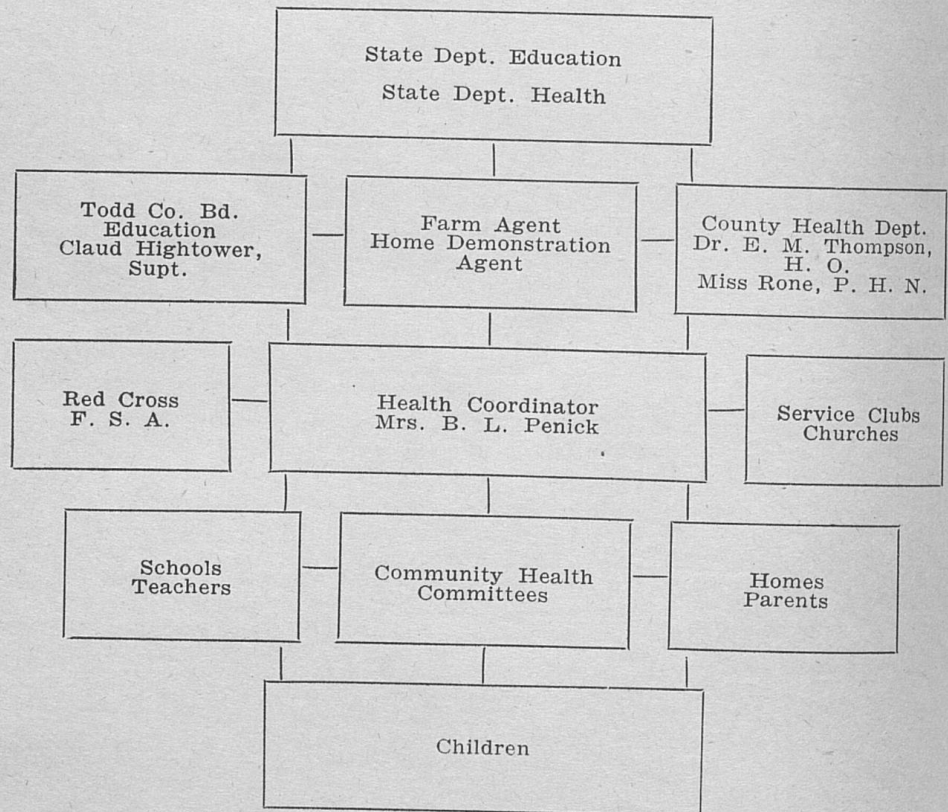 State Dept. Education
State Dept. Health
Todd Co. Bd.
Education
Claud Hightower,
Supt.
Farm Agent
Home Demonstration
Agent
County Health Dept.
Dr. E. M. Thompson,
H. O.
Miss Rone, P. H. N.
Red Cross
F. S. A.
Health Coordinator
Mrs. B. L. Penick
Service Clubs
Churches
Schools
Teachers
Community Health
Committees
Homes
Parents
Children